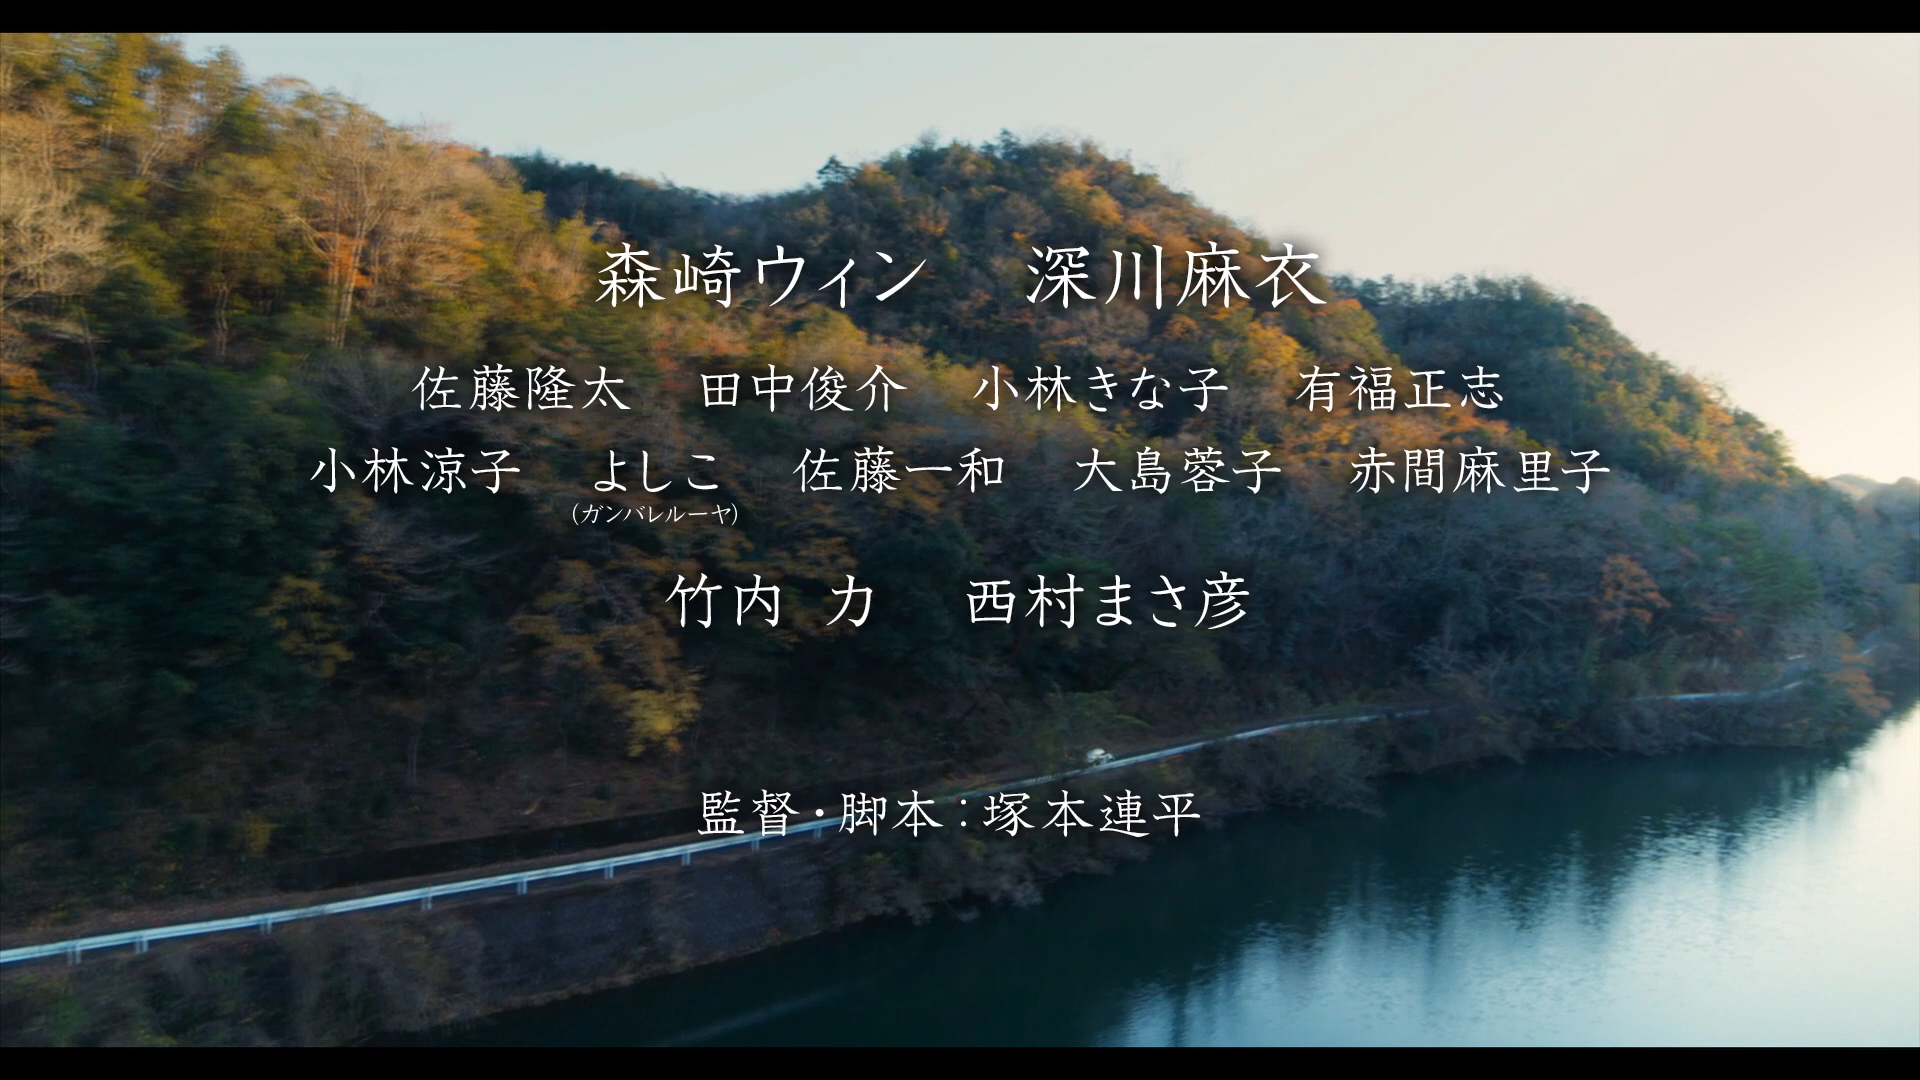 森崎ウィン　深川麻衣
佐藤隆太　田中俊介　小林きな子　有福正志
小林涼子　よしこ　佐藤一和　大島蓉子　赤間麻里子
(ガンバレルーヤ)
竹内 力　西村まさ彦
監督・脚本：塚本連平